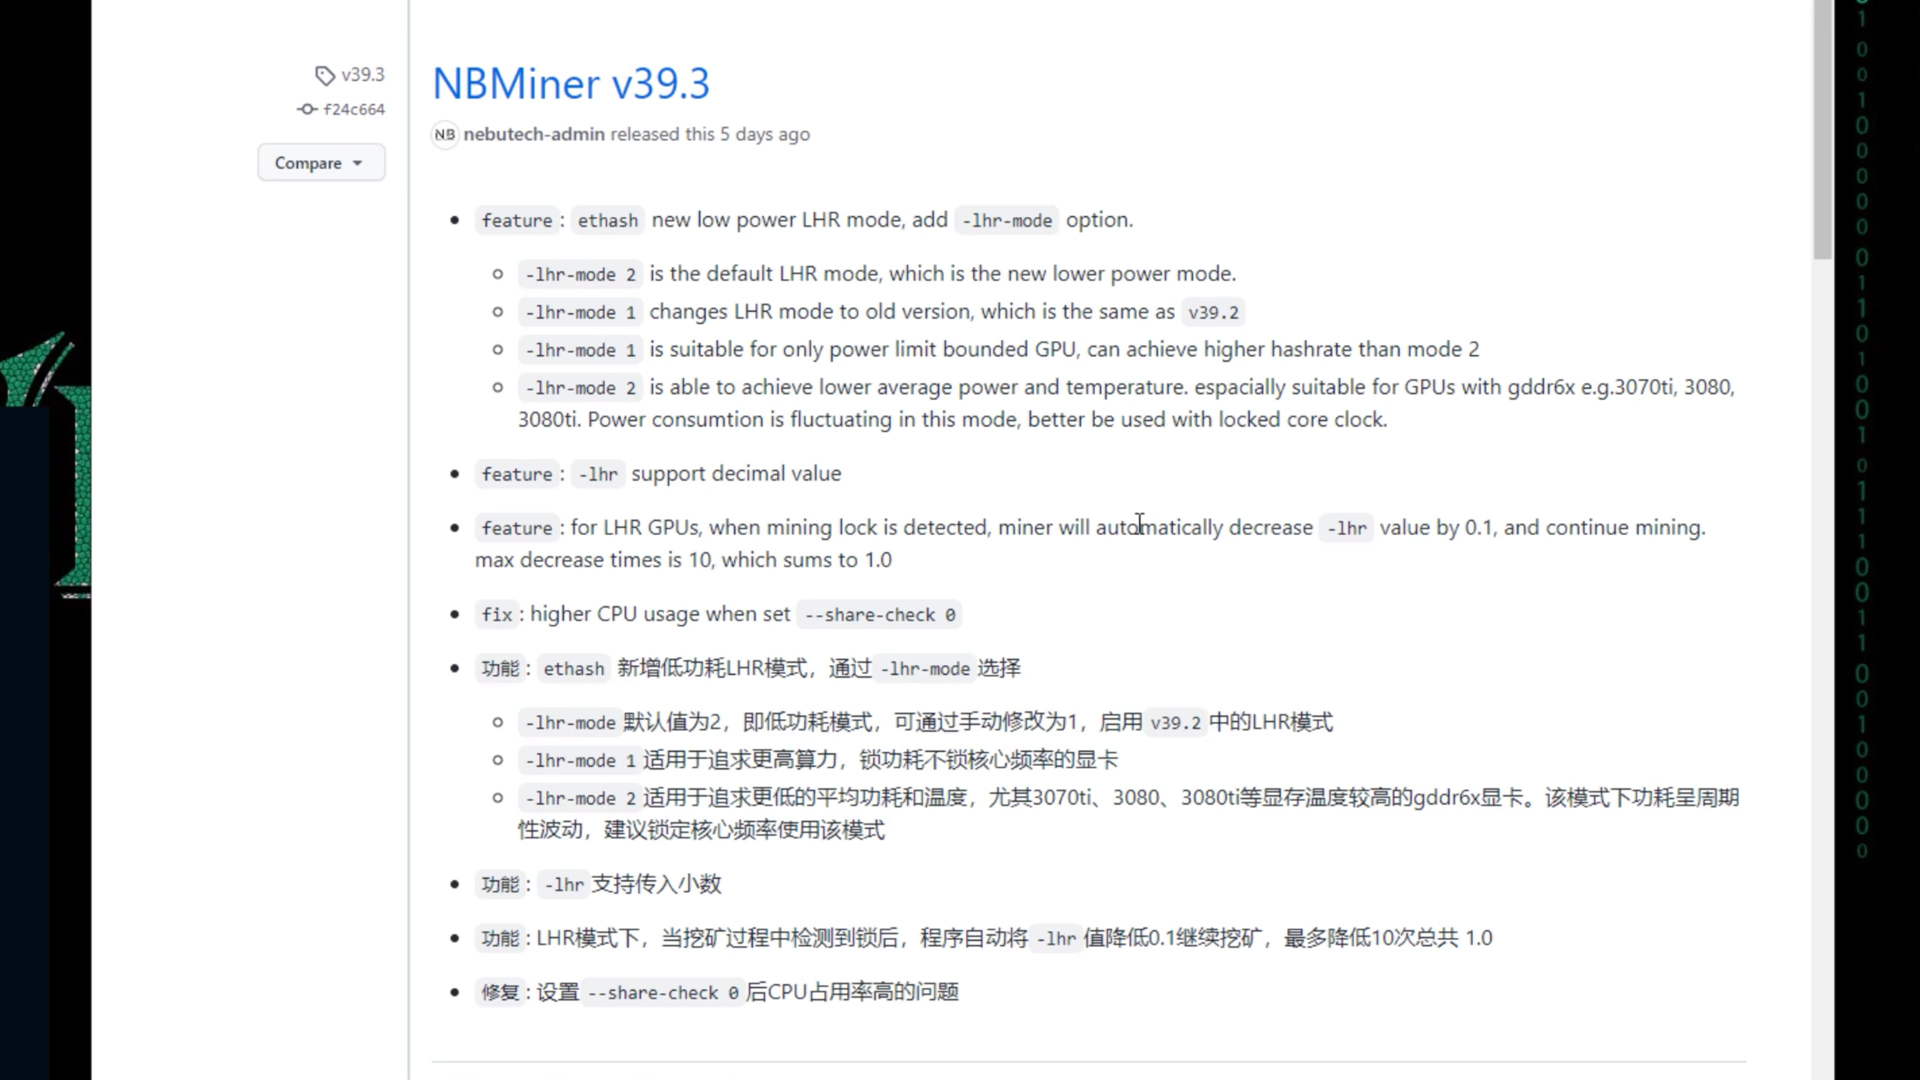 v39.3
f24c664
Compare
NBMiner v39.3
NB nebutech-admin released this 5 days ago
feature : ethash new low power LHR mode, add -lhr-mode option.
-lhr-mode 2 is the default LHR mode, which is the new lower power mode.
-lhr-mode 1 changes LHR mode to old version, which is the same as v39.2
-lhr-mode 1 is suitable for only power limit bounded GPU, can achieve higher hashrate than mode 2
-lhr-mode 2 is able to achieve lower average power and temperature. espacially suitable for GPUs with gddr6x e.g.3070ti, 3080,
3080ti. Power consumtion is fluctuating in this mode, better be used with locked core clock.
feature : -lhr support decimal value
feature : for LHR GPUs, when mining lock is detected, miner will automatically decrease -lhr value by 0.1, and continue mining.
max decrease times is 10, which sums to 1.0
fix : higher CPU usage when set --share-check 0
功能 : ethash 新增低功耗LHR模式，通过 -lhr-mode 选择
-lhr-mode 默认值为2，即低功耗模式，可通过手动修改为1，启用 v39.2 中的LHR模式
-lhr-mode 1 适用于追求更高算力，锁功耗不锁核心频率的显卡
-lhr-mode 2 适用于追求更低的平均功耗和温度，尤其3070ti、3080、3080ti等显存温度较高的gddr6x显卡。该模式下功耗呈周期
性波动，建议锁定核心频率使用该模式
功能 : -lhr 支持传入小数
功能 : LHR模式下，当挖矿过程中检测到锁后，程序自动将 -lhr 值降低0.1继续挖矿，最多降低10次总共 1.0
修复 : 设置 --share-check 0 后CPU占用率高的问题